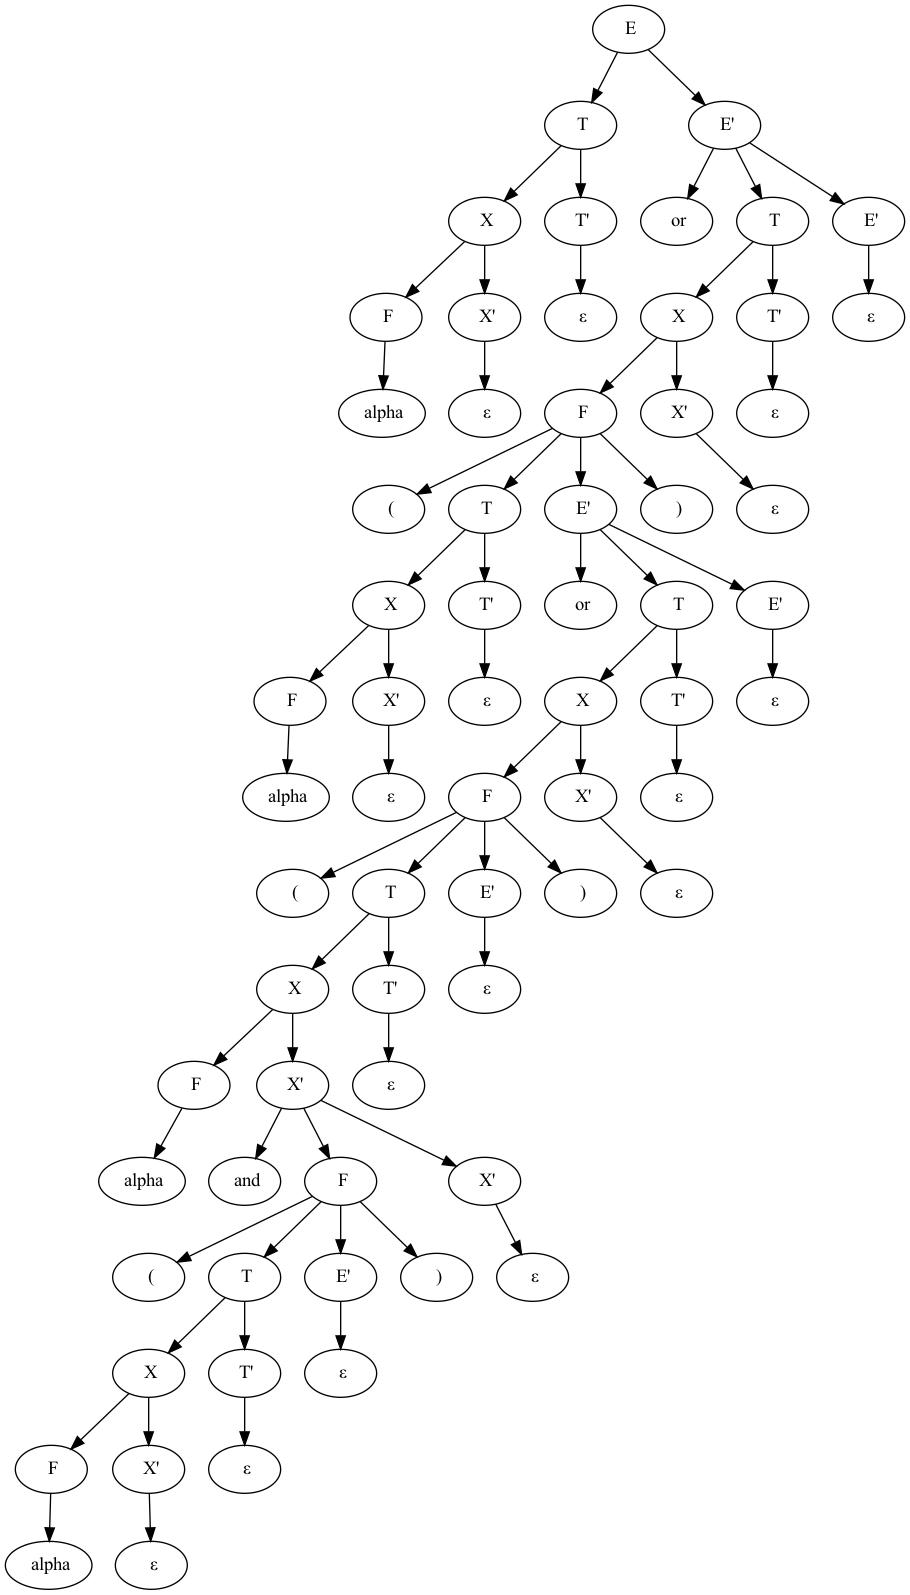 E
T E'
X T' or T E'
F X' ε X T' ε
alpha ε F X' ε
( T E' ) ε
X T' or T E'
F X' ε X T' ε
alpha ε F X' ε
( T E' ) ε
X T' ε
F X' ε
alpha and F X'
( T E' ) ε
X T' ε
F X' ε
alpha ε